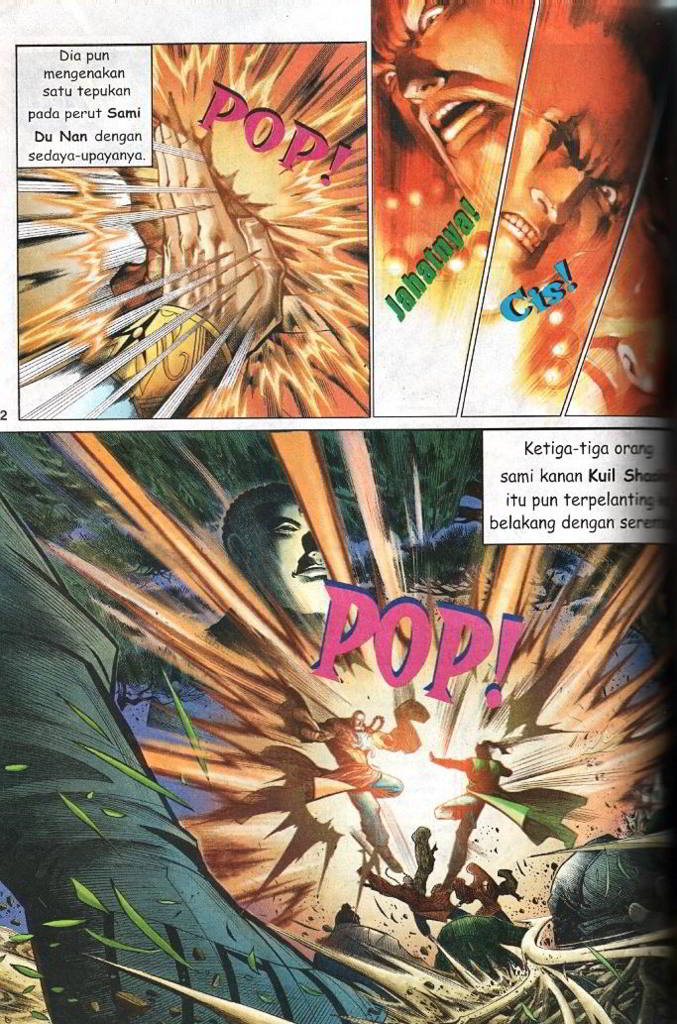 Dia pun
mengenakan
satu tepukan
pada perut Sami
Du Nan dengan
sedaya-upayanya.
POP!
Jahatnya!
Cis!
2
Ketiga-tiga orang
sami kanan Kuil
itu pun terpelanting
belakang dengan
POP!